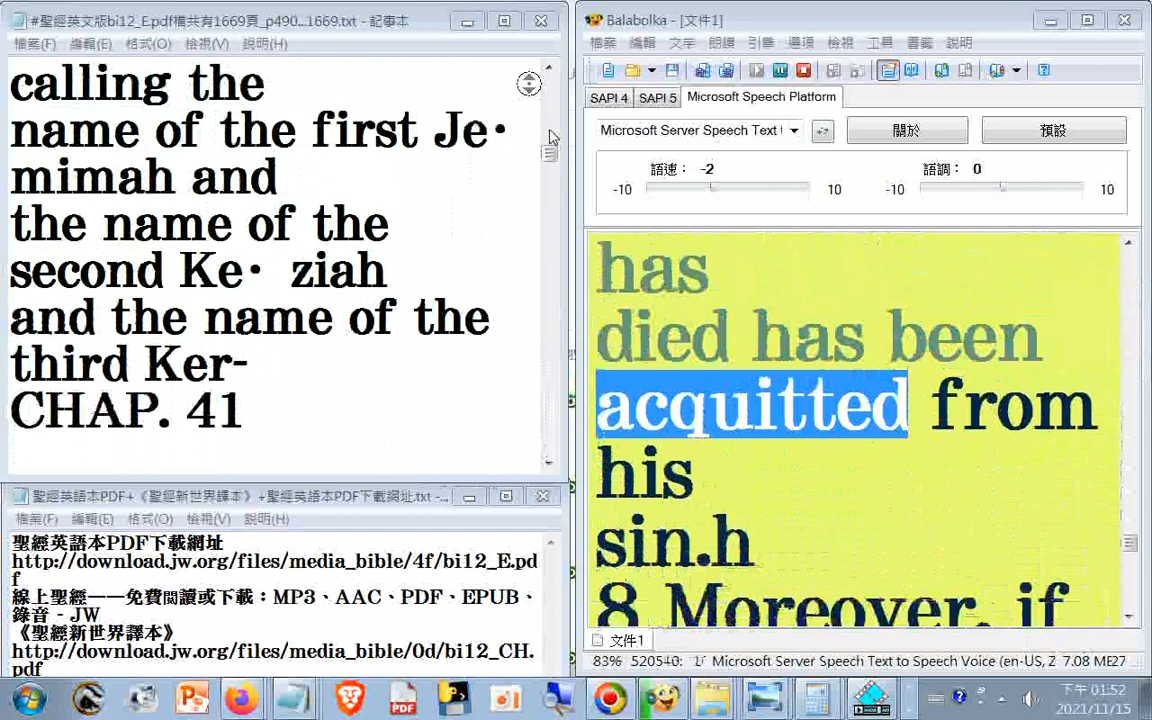 #聖經英文版bi12_E.pdf檔共有1669頁_p490...1669.txt - 記事本
檔案(F) 編輯(E) 格式(O) 檢視(V) 說明(H)
calling the
name of the first Je•
mimah and
the name of the
second Ke• ziah
and the name of the
third Ker-
CHAP. 41
聖經英語本PDF+《聖經新世界譯本》+聖經英語本PDF下載網址.txt -...
檔案(F) 編輯(E) 格式(O) 檢視(V) 說明(H)
聖經英語本PDF下載網址
http://download.jw.org/files/media_bible/4f/bi12_E.pd
f
線上聖經——免費閱讀或下載：MP3、AAC、PDF、EPUB、
錄音 - JW
《聖經新世界譯本》
http://download.jw.org/files/media_bible/0d/bi12_CH.
pdf
Balabolka - [文件1]
檔案 編輯 文字 朗讀 引擎 選項 檢視 工具 書籤 說明
SAPI 4 SAPI 5 Microsoft Speech Platform
Microsoft Server Speech Text 關於 預設
語速： -2 語調： 0
-10 10 -10 10
has
died has been
acquitted from
his
sin.h
8 Moreover, if
文件1
83% 520540: Microsoft Server Speech Text to Speech Voice (en-US, Z 7.08 ME27
下午 01:52
2021/11/15